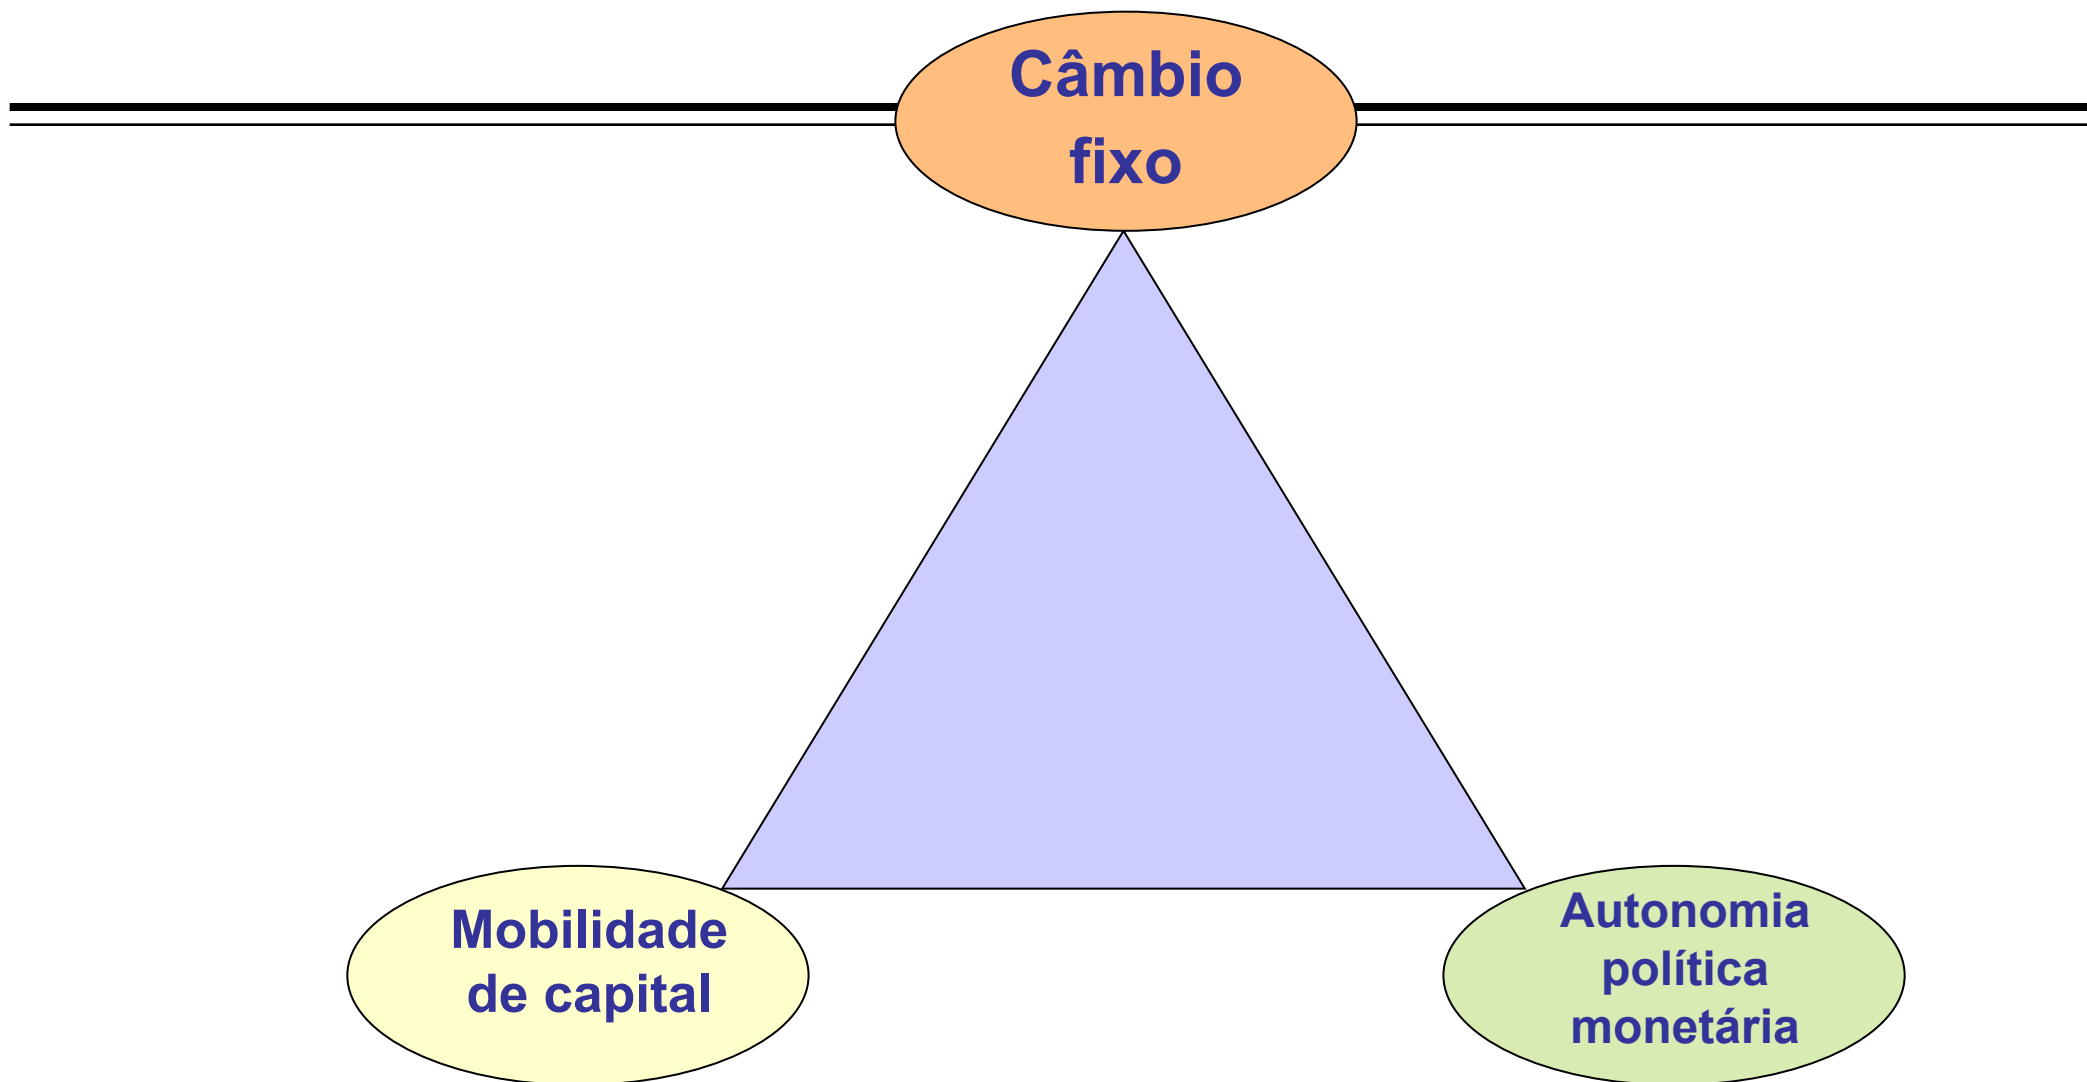 Câmbio
fixo
Mobilidade
de capital
Autonomia
política
monetária